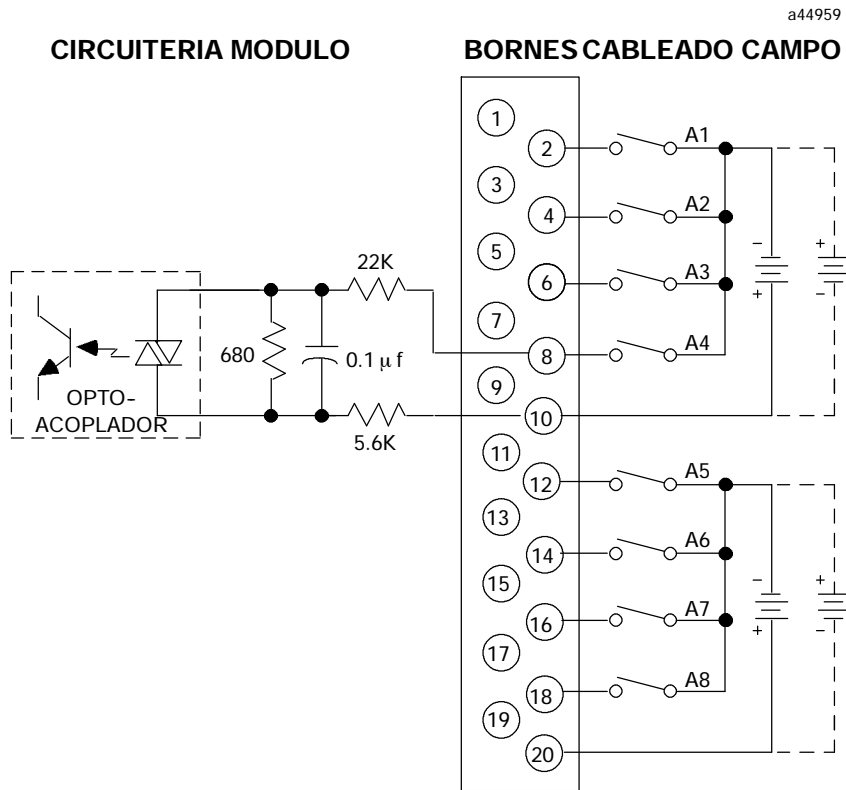 a44959
CIRCUITERIA MODULO
BORNES CABLEADO CAMPO
1
2
A1
3
4
A2
5
6
A3
7
8
A4
9
10
11
12
A5
13
14
A6
15
16
A7
17
18
A8
19
20
22K
680
0.1 μ f
5.6K
OPTO-
ACOPLADOR
-
+
+
-
-
+
+
-